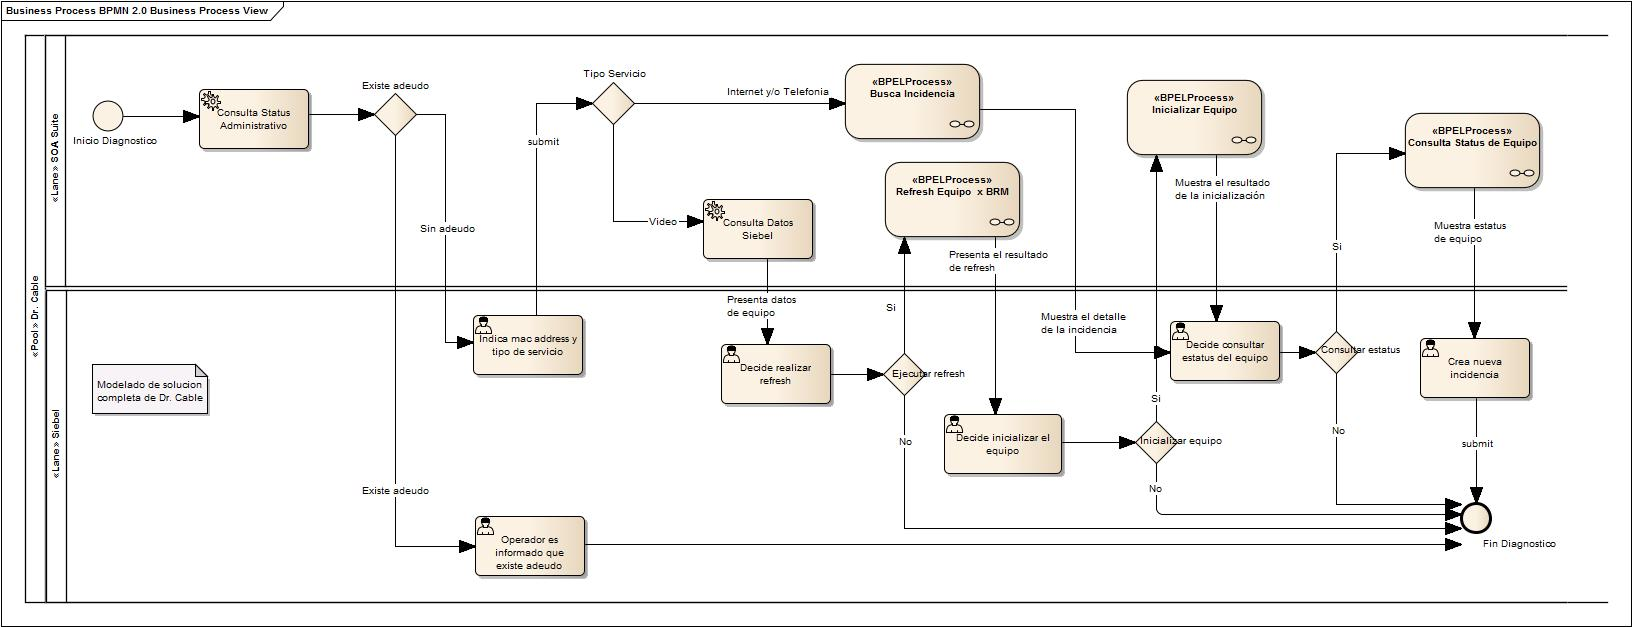 Business Process BPMN 2.0 Business Process View
«Pool» Dr. Cable
«Lane» SOA Suite
Inicio Diagnostico
Consulta Status
Administrativo
Existe adeudo
Sin adeudo
submit
Tipo Servicio
Internet y/o Telefonia
Video
Consulta Datos
Siebel
«BPELProcess»
Busca Incidencia
«BPELProcess»
Refresh Equipo x BRM
Presenta el resultado
de refresh
«BPELProcess»
Inicializar Equipo
Muestra el resultado
de la inicialización
«BPELProcess»
Consulta Status de Equipo
Si
Muestra estatus
de equipo
«Lane» Siebel
Modelado de solucion
completa de Dr. Cable
Existe adeudo
Indica mac address y
tipo de servicio
Operador es
informado que
existe adeudo
Presenta datos
de equipo
Decide realizar
refresh
Si
Ejecutar refresh
No
Decide inicializar el
equipo
Muestra el detalle
de la incidencia
Si
Inicializar equipo
No
Decide consultar
estatus del equipo
Consultar estatus
No
Crea nueva
incidencia
submit
Fin Diagnostico